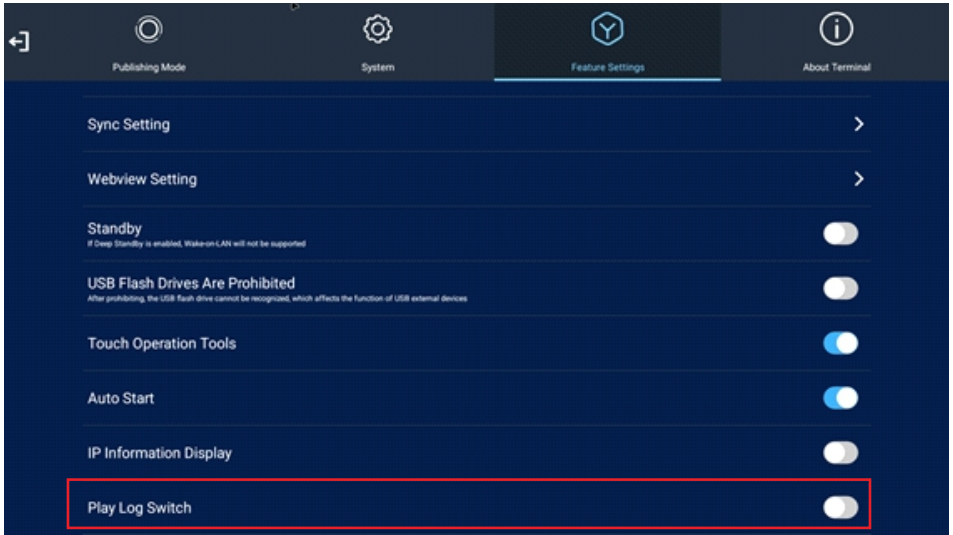 Publishing Mode
System
Feature Settings
About Terminal
Sync Setting
Webview Setting
Standby
If Deep Standby is enabled, Wake-on-LAN will not be supported
USB Flash Drives Are Prohibited
After prohibiting, the USB flash drive cannot be recognized, which affects the function of USB external devices
Touch Operation Tools
Auto Start
IP Information Display
Play Log Switch